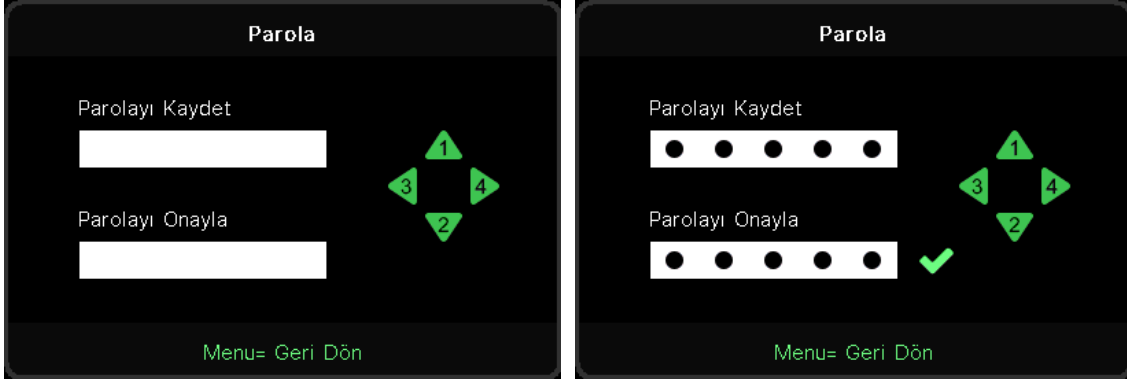 Parola
Parolayı Kaydet
1
3 4
Parolayı Onayla
2
Menu= Geri Dön
Parola
Parolayı Kaydet
1
3 4
Parolayı Onayla
2
Menu= Geri Dön